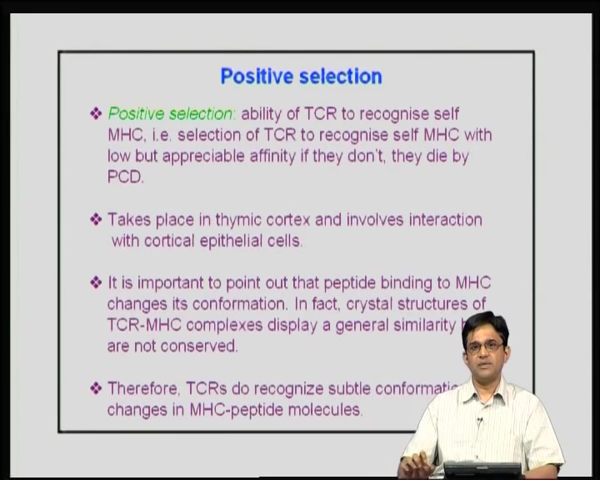 Positive selection
❖ Positive selection: ability of TCR to recognise self
MHC, i.e. selection of TCR to recognise self MHC with
low but appreciable affinity if they don't, they die by
PCD.
❖ Takes place in thymic cortex and involves interaction
with cortical epithelial cells.
❖ It is important to point out that peptide binding to MHC
changes its conformation. In fact, crystal structures of
TCR-MHC complexes display a general similarity
are not conserved.
❖ Therefore, TCRs do recognize subtle
changes in MHC-peptide molecules.